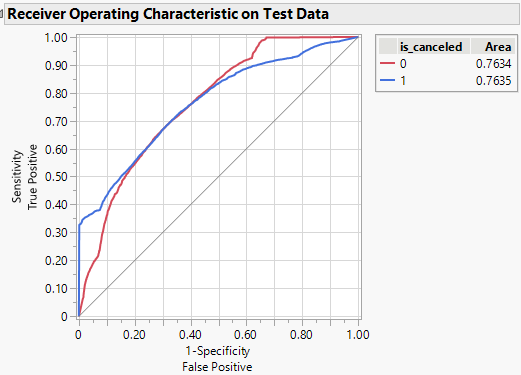 Receiver Operating Characteristic on Test Data
is_canceled Area
0 0.7634
1 0.7635
1.00
0.90
0.80
0.70
0.60
0.50
0.40
0.30
0.20
0.10
0
Sensitivity
True Positive
0 0.20 0.40 0.60 0.80 1.00
1-Specificity
False Positive